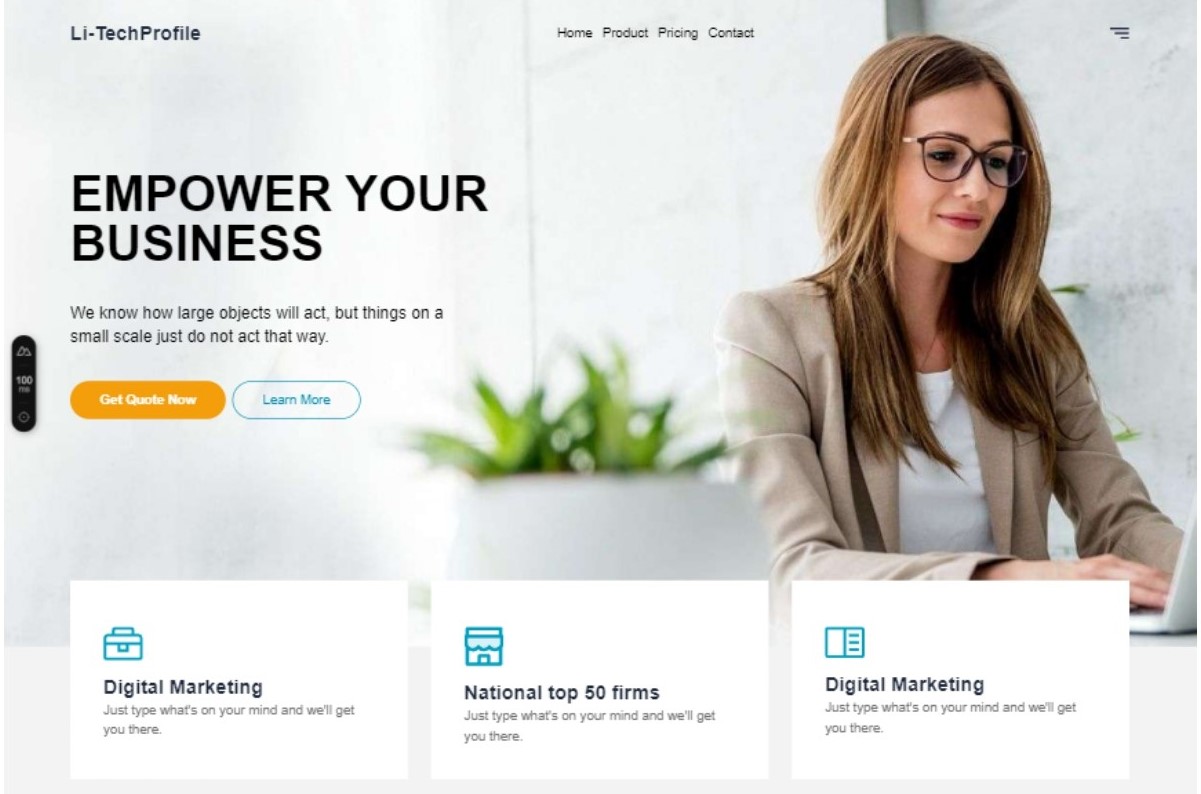 Li-TechProfile
Home Product Pricing Contact
EMPOWER YOUR
BUSINESS
We know how large objects will act, but things on a
small scale just do not act that way.
100
ms
Get Quote Now
Learn More
Digital Marketing
Just type what's on your mind and we'll get
you there.
National top 50 firms
Just type what's on your mind and we'll get
you there.
Digital Marketing
Just type what's on your mind and we'll get
you there.